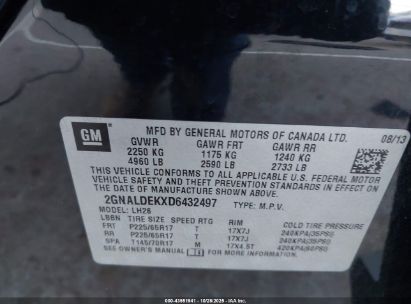 GM
MFD BY GENERAL MOTORS OF CANADA LTD.
08/13
GVWR GAWR FRT GAWR RR
2250 KG 1175 KG 1240 KG
4960 LB 2590 LB 2733 LB
THIS VEHICLE CONFORMS TO ALL APPLICABLE U.S. FEDERAL MOTOR
VEHICLE SAFETY, AND THEFT PREVENTION STANDARDS IN EFFECT ON THE
DATE OF MANUFACTURE SHOWN ABOVE.
2GNALDEKXD6432497 TYPE: M.P.V.
MODEL: LH26
TIRE SIZE SPEED RTG RIM COLD TIRE PRESSURE
FRT P225/65R17 T 17X7J 240KPA(35PSI)
RR P225/65R17 T 17X7J 240KPA(35PSI)
SPA T145/70R17 M 17X4.5T 420KPA(60PSI)
SEE OWNER'S MANUAL